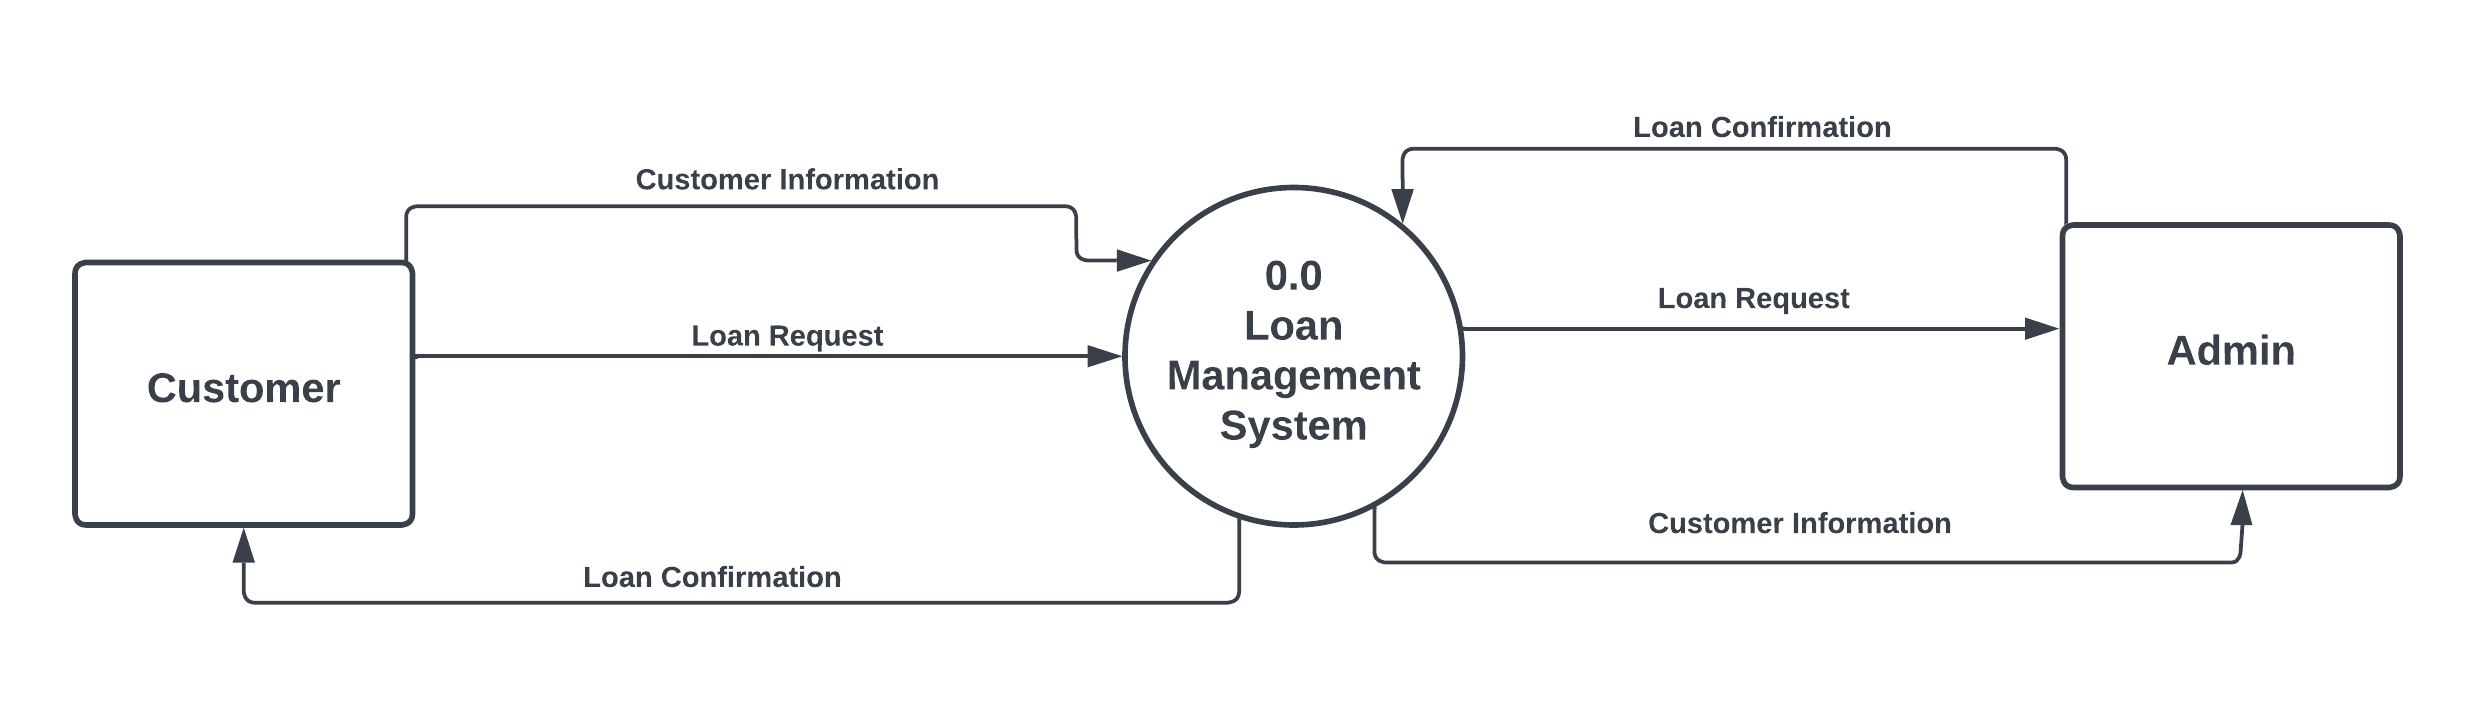 Loan Confirmation
Customer Information
0.0
Loan
Management
System
Loan Request
Loan Request
Customer
Admin
Customer Information
Loan Confirmation